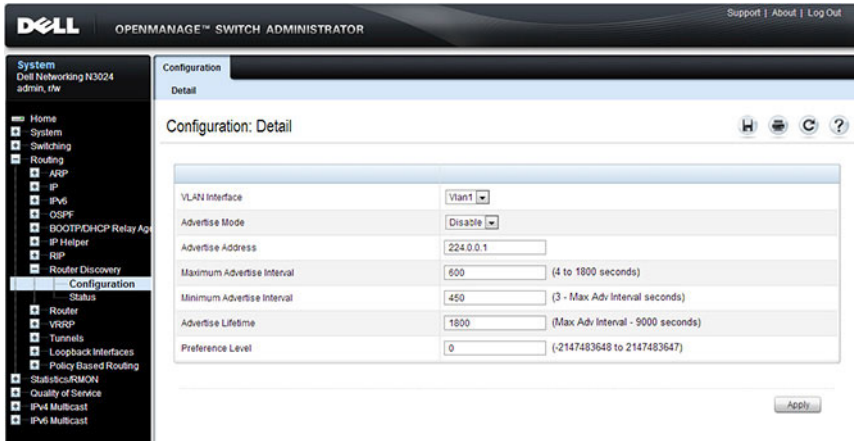 Support | About | Log Out
DELL OPENMANAGE™ SWITCH ADMINISTRATOR
System
Dell Networking N3024
admin, r/w
Home
System
Switching
Routing
ARP
IP
IPv6
OSPF
BOOTP/DHCP Relay Age
IP Helper
RIP
Router Discovery
Configuration
Status
Router
VRRP
Tunnels
Loopback Interfaces
Policy Based Routing
Statistics/RMON
Quality of Service
IPv4 Multicast
IPv6 Multicast
Configuration
Detail
Configuration: Detail
VLAN Interface Vlan1
Advertise Mode Disable
Advertise Address 224.0.0.1
Maximum Advertise Interval 600 (4 to 1800 seconds)
Minimum Advertise Interval 450 (3 - Max Adv Interval seconds)
Advertise Lifetime 1800 (Max Adv Interval - 9000 seconds)
Preference Level 0 (-2147483648 to 2147483647)
Apply